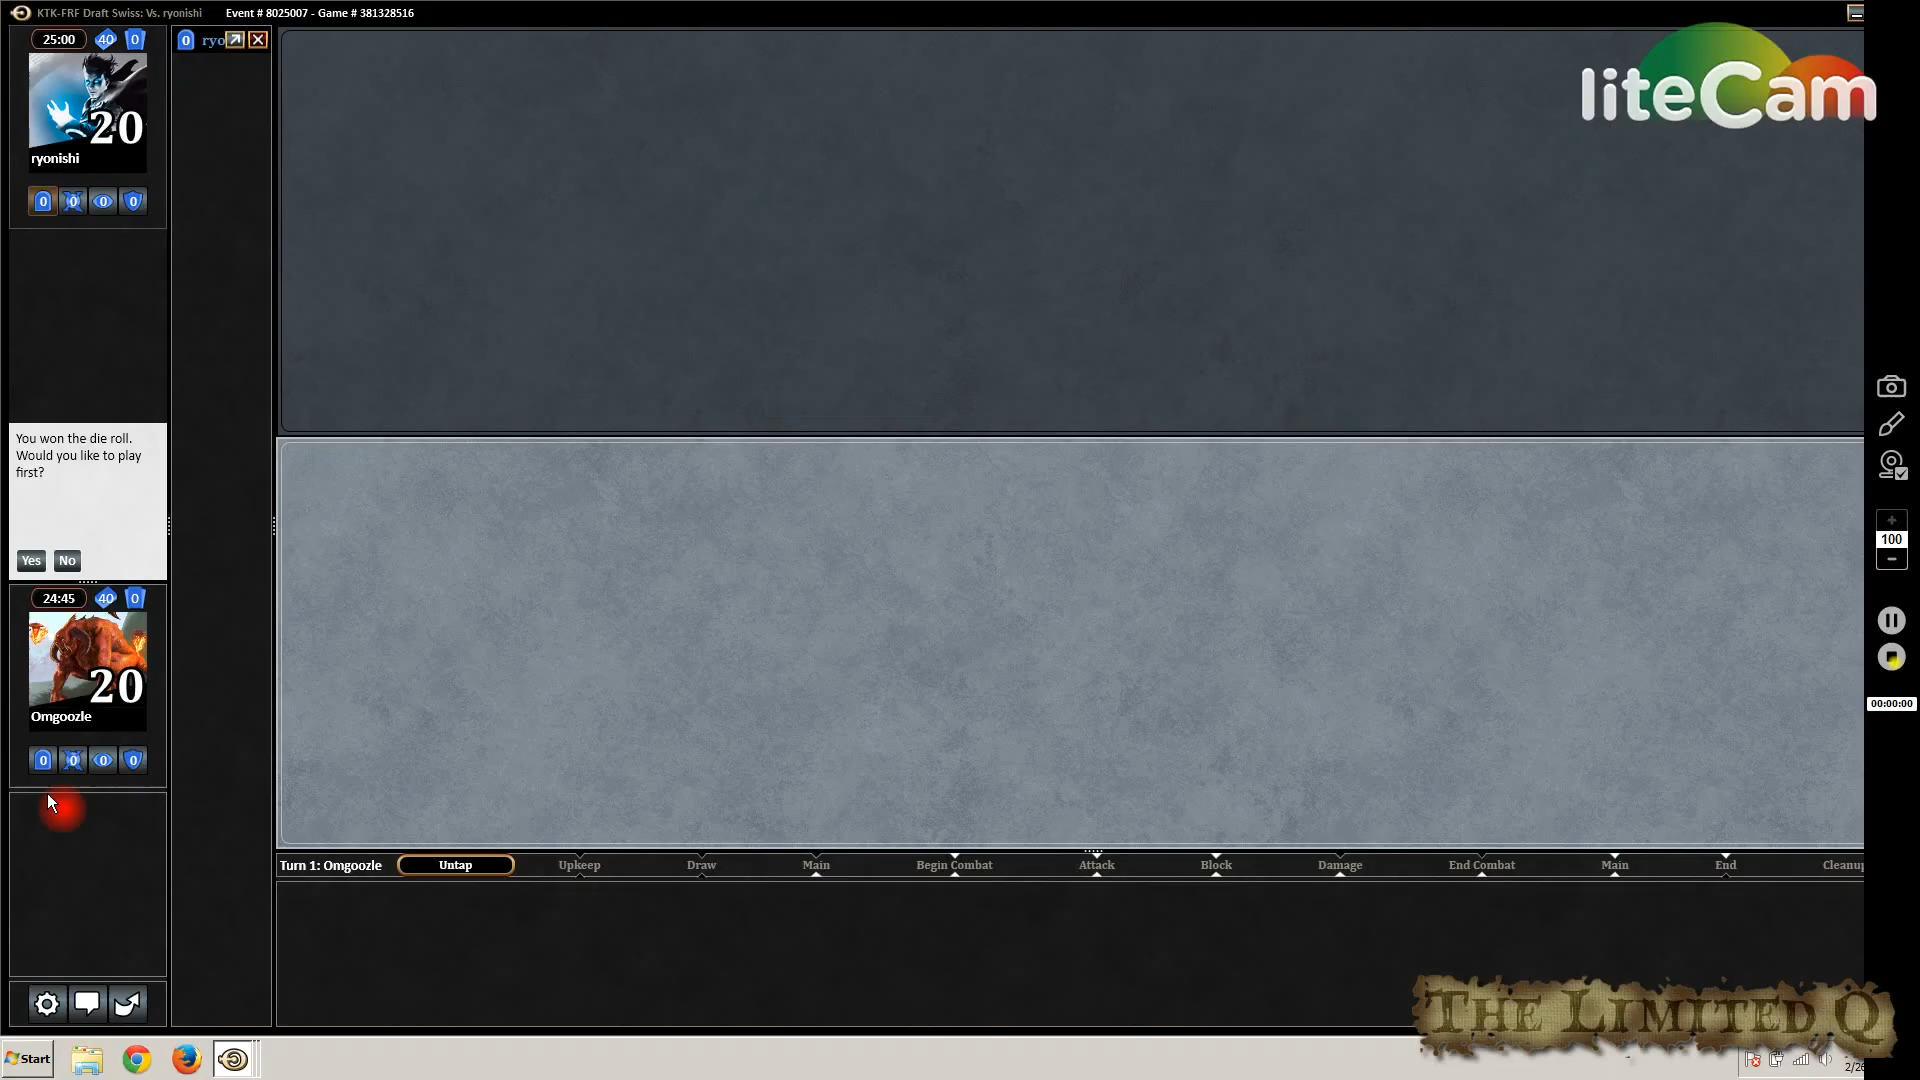 KTK-FRF Draft Swiss: Vs. ryonishi
Event # 8025007 - Game # 381328516
25:00
40
0
0
ryo
20
ryonishi
0
0
0
0
liteCam
You won the die roll.
Would you like to play
first?
Yes
No
100
24:45
40
0
20
Omgoozle
0
0
0
0
00:00:00
Turn 1: Omgoozle
Untap
Upkeep
Draw
Main
Begin Combat
Attack
Block
Damage
End Combat
Main
End
Cleanup
The Limited Q
Start
2/26